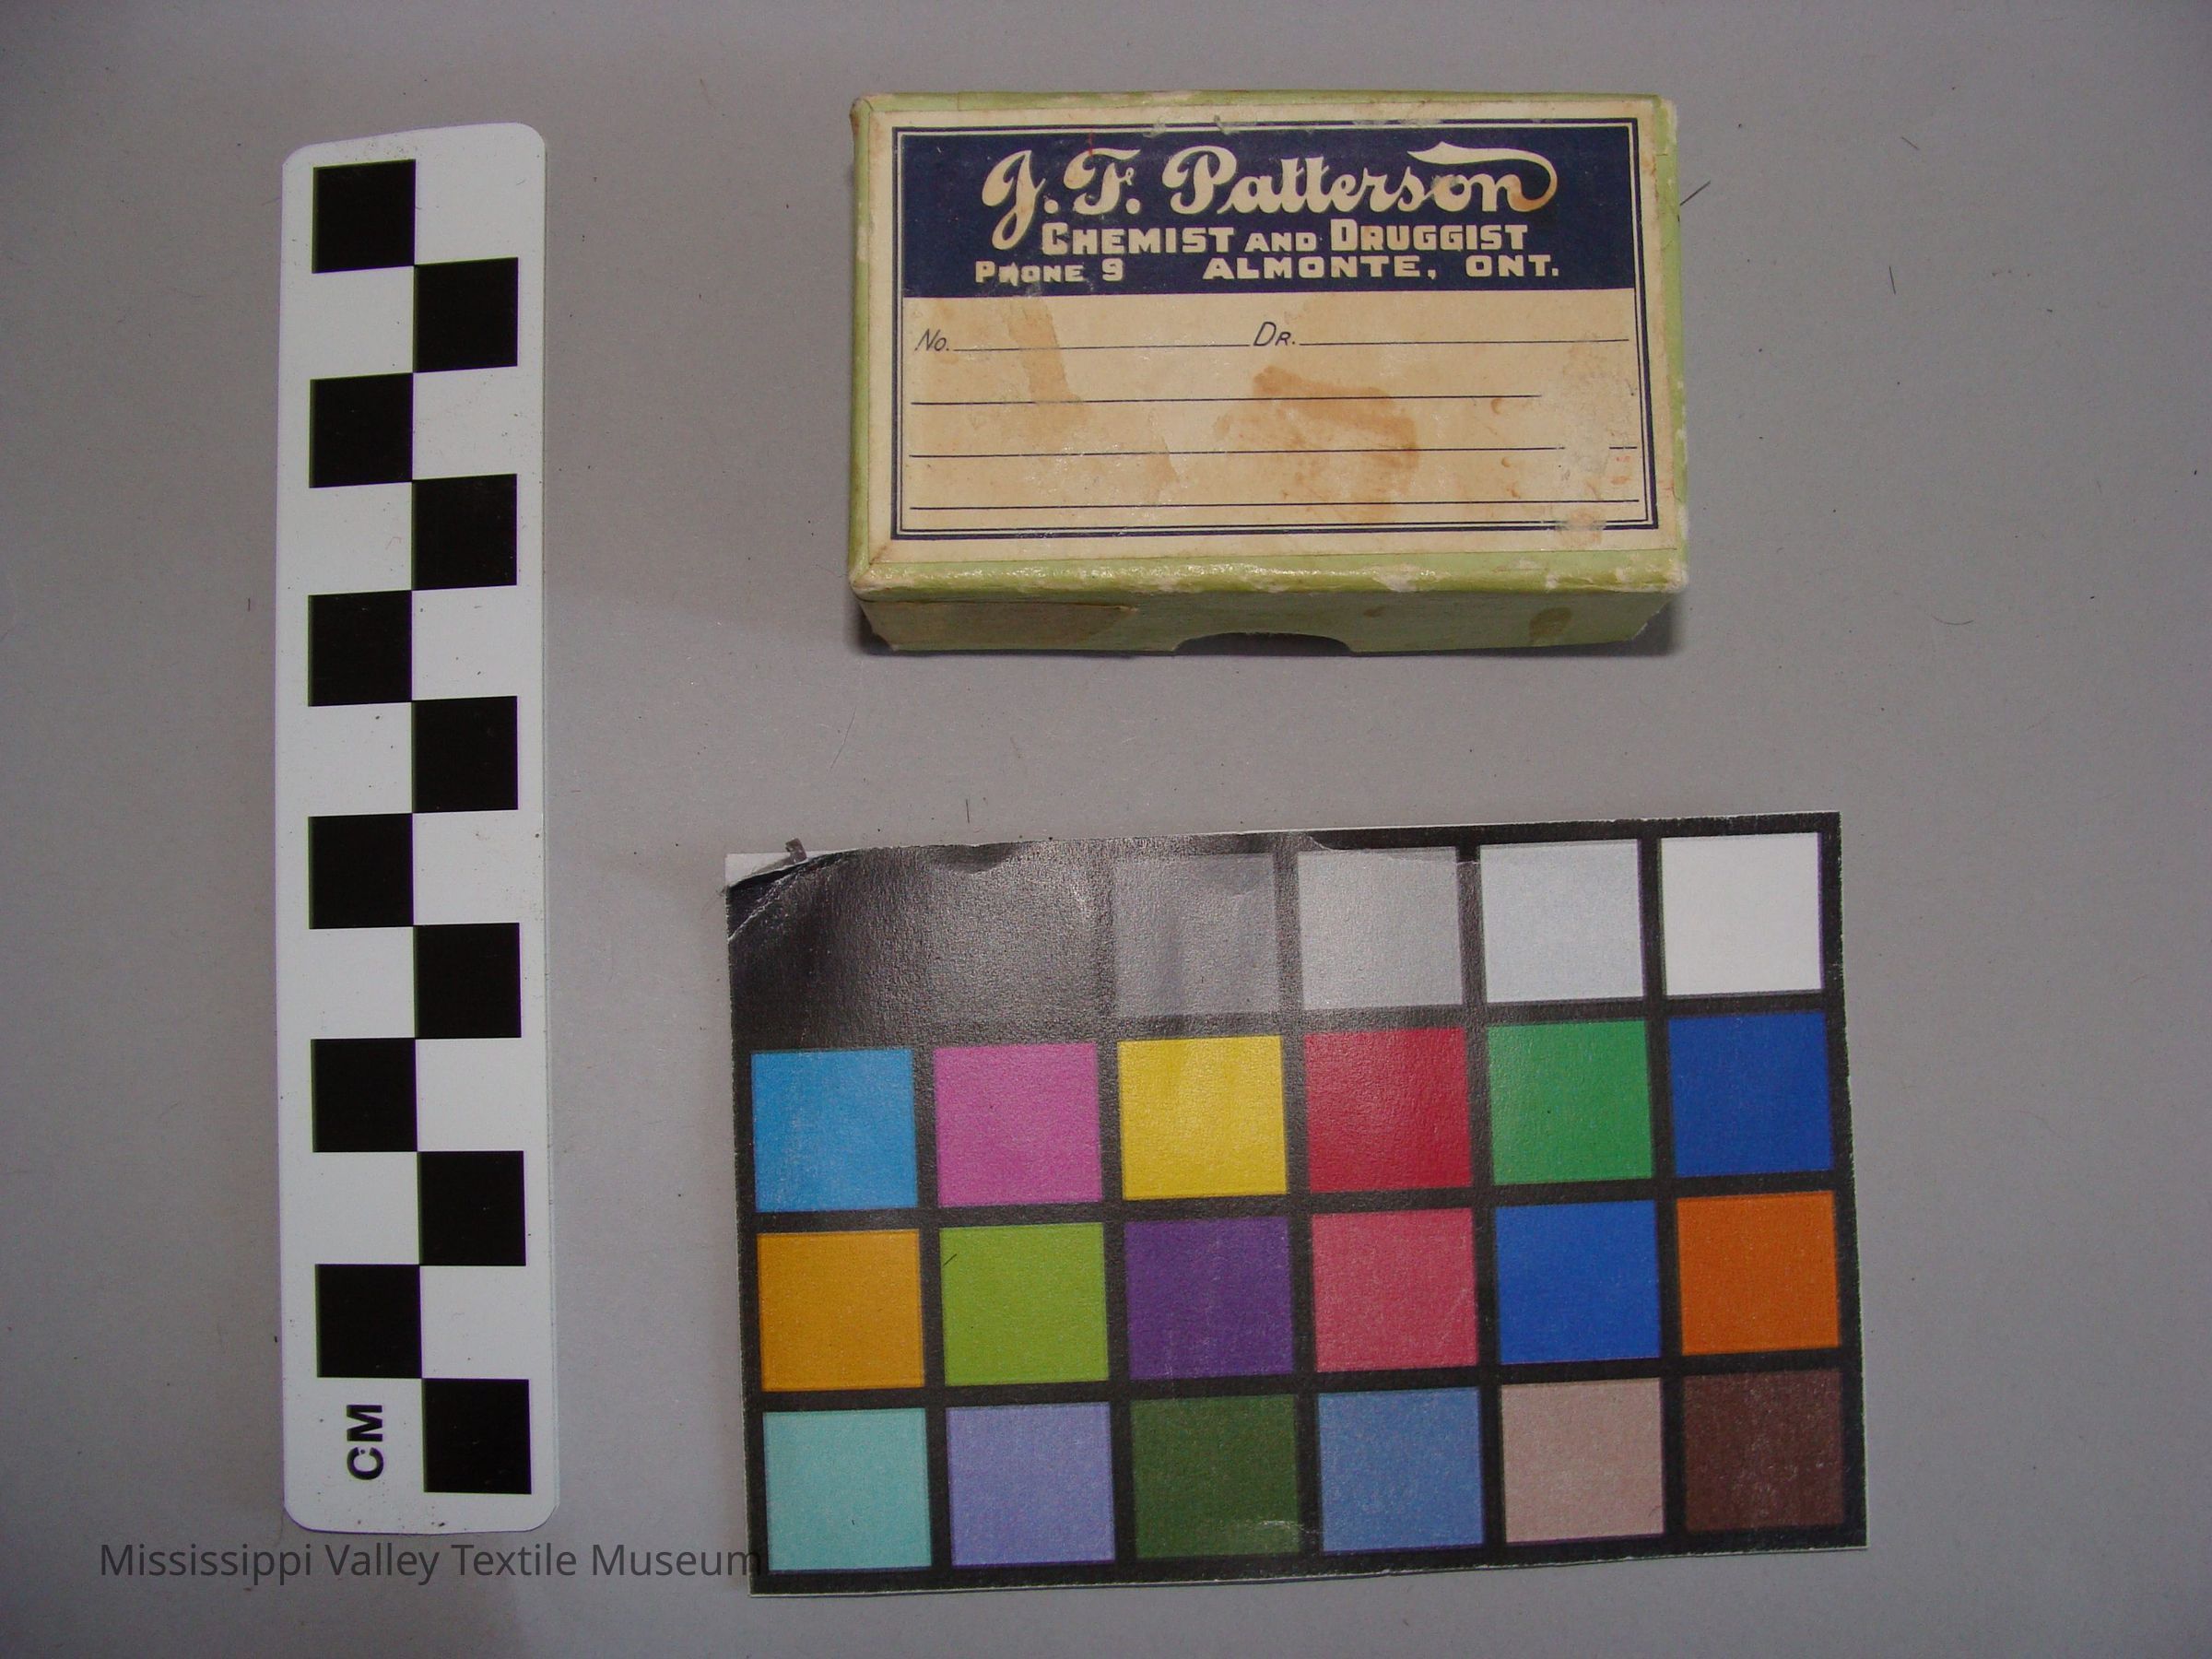 J. F. Patterson
CHEMIST AND DRUGGIST
PHONE 9 ALMONTE, ONT.
No. DR.
CM
Mississippi Valley Textile Museum